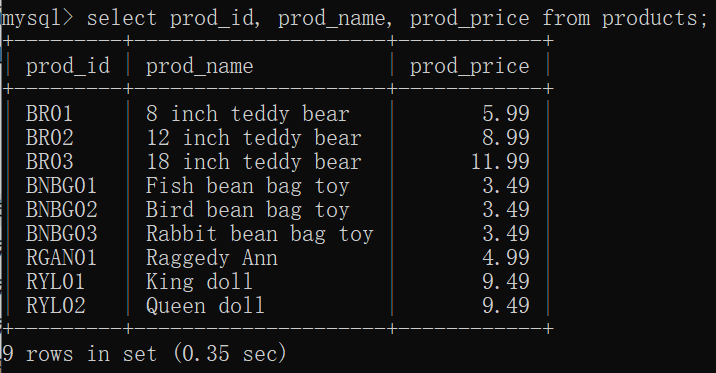 mysql> select prod_id, prod_name, prod_price from products;
+---------+---------------------+------------+
| prod_id | prod_name           | prod_price |
+---------+---------------------+------------+
| BR01    | 8 inch teddy bear   |       5.99 |
| BR02    | 12 inch teddy bear  |       8.99 |
| BR03    | 18 inch teddy bear  |      11.99 |
| BNBG01  | Fish bean bag toy   |       3.49 |
| BNBG02  | Bird bean bag toy   |       3.49 |
| BNBG03  | Rabbit bean bag toy |       3.49 |
| RGAN01  | Raggedy Ann         |       4.99 |
| RYL01   | King doll           |       9.49 |
| RYL02   | Queen doll          |       9.49 |
+---------+---------------------+------------+
9 rows in set (0.35 sec)